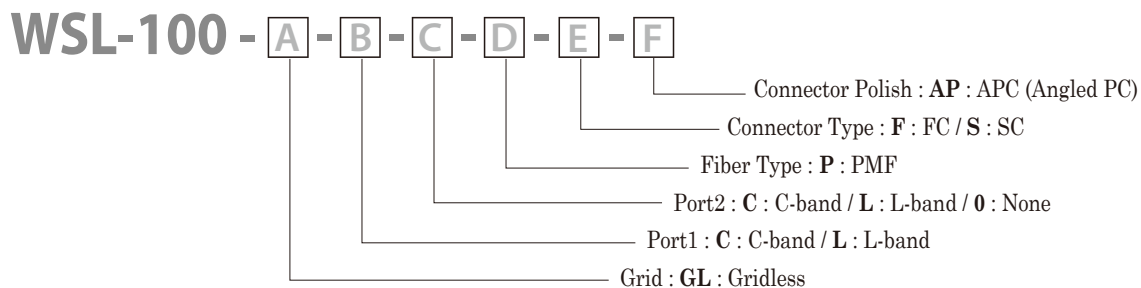 WSL-100 - A - B - C - D - E - F
Connector Polish : AP : APC (Angled PC)
Connector Type : F : FC / S : SC
Fiber Type : P : PMF
Port2 : C : C-band / L : L-band / 0 : None
Port1 : C : C-band / L : L-band
Grid : GL : Gridless